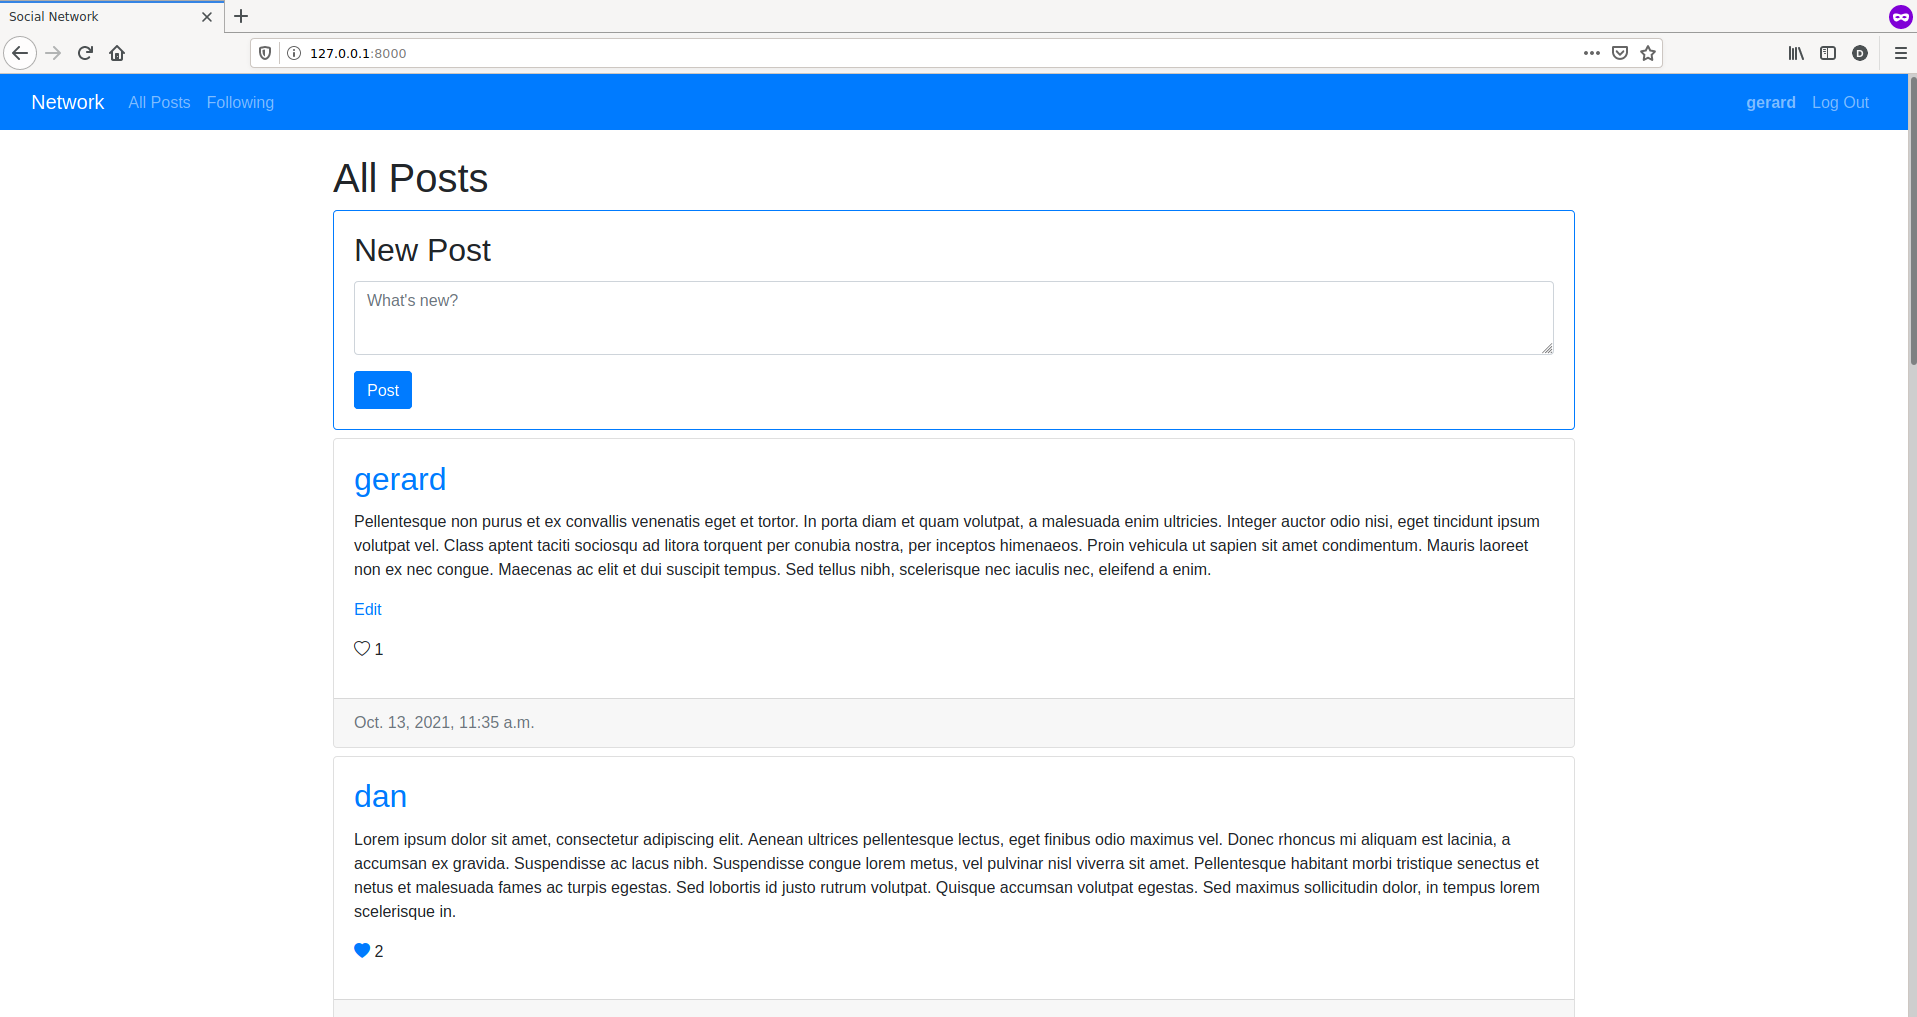 Social Network
127.0.0.1:8000
D
Network All Posts Following gerard Log Out
All Posts
New Post
What's new?
Post
gerard
Pellentesque non purus et ex convallis venenatis eget et tortor. In porta diam et quam volutpat, a malesuada enim ultricies. Integer auctor odio nisi, eget tincidunt ipsum
volutpat vel. Class aptent taciti sociosqu ad litora torquent per conubia nostra, per inceptos himenaeos. Proin vehicula ut sapien sit amet condimentum. Mauris laoreet
non ex nec congue. Maecenas ac elit et dui suscipit tempus. Sed tellus nibh, scelerisque nec iaculis nec, eleifend a enim.
Edit
1
Oct. 13, 2021, 11:35 a.m.
dan
Lorem ipsum dolor sit amet, consectetur adipiscing elit. Aenean ultrices pellentesque lectus, eget finibus odio maximus vel. Donec rhoncus mi aliquam est lacinia, a
accumsan ex gravida. Suspendisse ac lacus nibh. Suspendisse congue lorem metus, vel pulvinar nisl viverra sit amet. Pellentesque habitant morbi tristique senectus et
netus et malesuada fames ac turpis egestas. Sed lobortis id justo rutrum volutpat. Quisque accumsan volutpat egestas. Sed maximus sollicitudin dolor, in tempus lorem
scelerisque in.
2